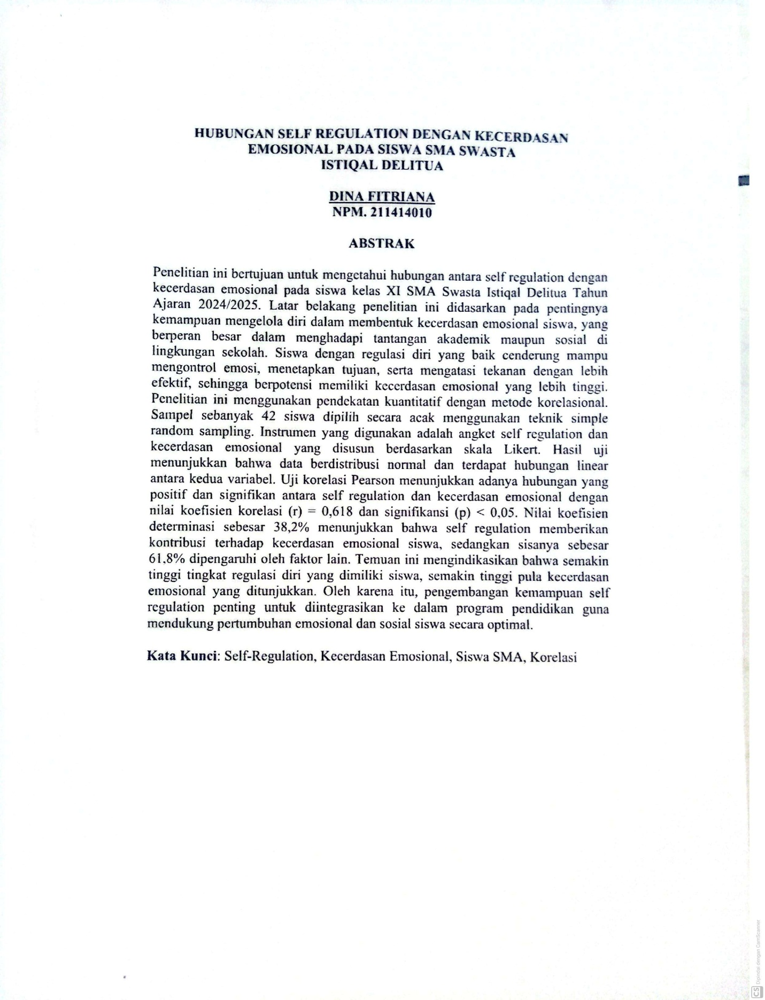 HUBUNGAN SELF REGULATION DENGAN KECERDASAN
EMOSIONAL PADA SISWA SMA SWASTA
ISTIQAL DELITUA
DINA FITRIANA
NPM. 211414010
ABSTRAK
Penelitian ini bertujuan untuk mengetahui hubungan antara self regulation dengan
kecerdasan emosional pada siswa kelas XI SMA Swasta Istiqal Delitua Tahun
Ajaran 2024/2025. Latar belakang penelitian ini didasarkan pada pentingnya
kemampuan mengelola diri dalam membentuk kecerdasan emosional siswa, yang
berperan besar dalam menghadapi tantangan akademik maupun sosial di
lingkungan sekolah. Siswa dengan regulasi diri yang baik cenderung mampu
mengontrol emosi, menetapkan tujuan, serta mengatasi tekanan dengan lebih
efektif, sehingga berpotensi memiliki kecerdasan emosional yang lebih tinggi.
Penelitian ini menggunakan pendekatan kuantitatif dengan metode korelasional.
Sampel sebanyak 42 siswa dipilih secara acak menggunakan teknik simple
random sampling. Instrumen yang digunakan adalah angket self regulation dan
kecerdasan emosional yang disusun berdasarkan skala Likert. Hasil uji
menunjukkan bahwa data berdistribusi normal dan terdapat hubungan linear
antara kedua variabel. Uji korelasi Pearson menunjukkan adanya hubungan yang
positif dan signifikan antara self regulation dan kecerdasan emosional dengan
nilai koefisien korelasi (r) = 0,618 dan signifikansi (p) < 0,05. Nilai koefisien
determinasi sebesar 38,2% menunjukkan bahwa self regulation memberikan
kontribusi terhadap kecerdasan emosional siswa, sedangkan sisanya sebesar
61,8% dipengaruhi oleh faktor lain. Temuan ini mengindikasikan bahwa semakin
tinggi tingkat regulasi diri yang dimiliki siswa, semakin tinggi pula kecerdasan
emosional yang ditunjukkan. Oleh karena itu, pengembangan kemampuan self
regulation penting untuk diintegrasikan ke dalam program pendidikan guna
mendukung pertumbuhan emosional dan sosial siswa secara optimal.
Kata Kunci: Self-Regulation, Kecerdasan Emosional, Siswa SMA, Korelasi
CS Dipindai dengan CamScanner